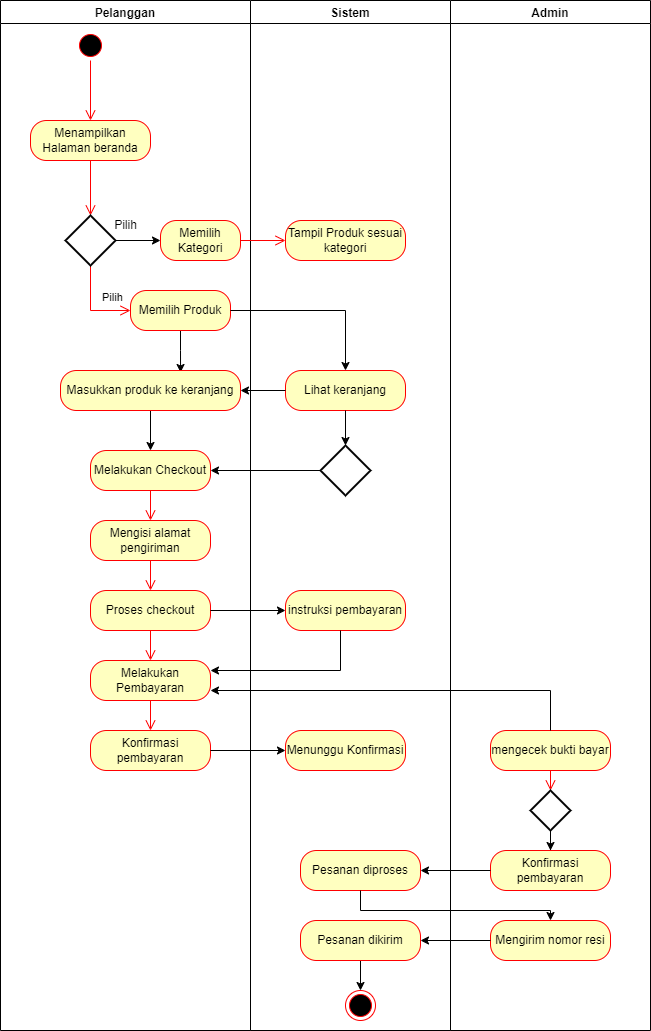 Pelanggan
Sistem
Admin
Menampilkan
Halaman beranda
Pilih
Memilih
Kategori
Tampil Produk sesuai
kategori
Pilih
Memilih Produk
Masukkan produk ke keranjang
Lihat keranjang
Melakukan Checkout
Mengisi alamat
pengiriman
Proses checkout
instruksi pembayaran
Melakukan
Pembayaran
Konfirmasi
pembayaran
Menunggu Konfirmasi
mengecek bukti bayar
Pesanan diproses
Konfirmasi
pembayaran
Pesanan dikirim
Mengirim nomor resi